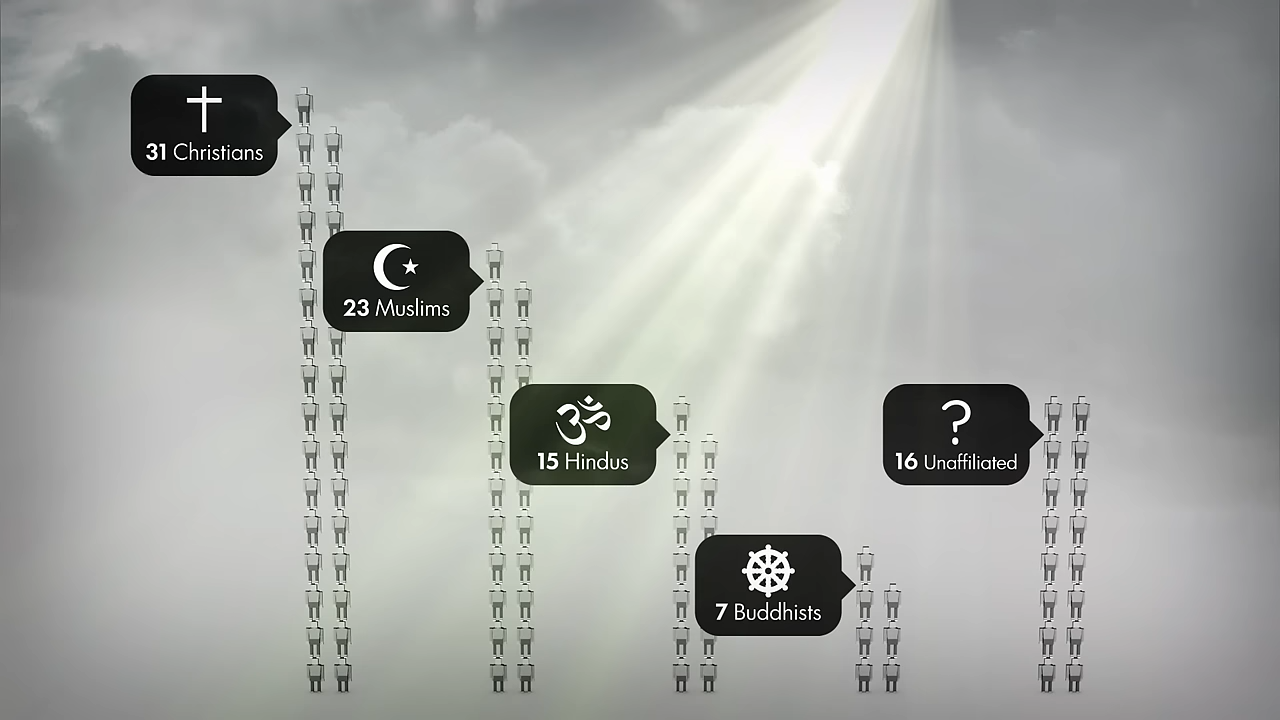 31 Christians
23 Muslims
15 Hindus
16 Unaffiliated
7 Buddhists